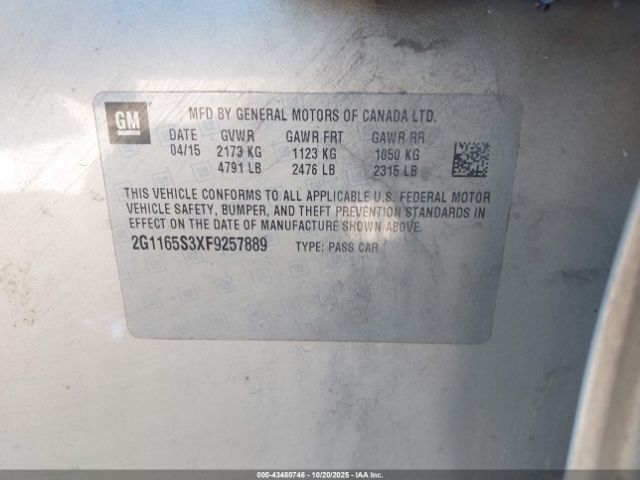 GM
MFD BY GENERAL MOTORS OF CANADA LTD.
DATE GVWR GAWR FRT GAWR RR
04/15 2173 KG 1123 KG 1050 KG
4791 LB 2476 LB 2315 LB
THIS VEHICLE CONFORMS TO ALL APPLICABLE U.S. FEDERAL MOTOR
VEHICLE SAFETY, BUMPER, AND THEFT PREVENTION STANDARDS IN
EFFECT ON THE DATE OF MANUFACTURE SHOWN ABOVE.
2G1165S3XF9257889 TYPE: PASS CAR
000-43480746 | 10/20/2025 | IAAI, Inc.